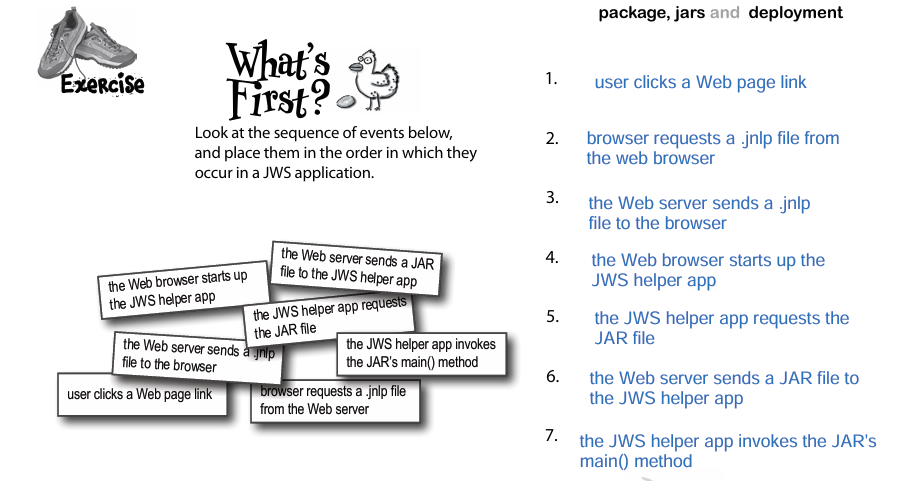 package, jars and deployment
Exercise
What's
First?
Look at the sequence of events below,
and place them in the order in which they
occur in a JWS application.
the Web browser starts up
the JWS helper app
the Web server sends a JAR
file to the JWS helper app
the JWS helper app requests
the JAR file
the Web server sends a .jnlp
file to the browser
the JWS helper app invokes
the JAR's main() method
user clicks a Web page link
browser requests a .jnlp file
from the Web server
1. user clicks a Web page link
2. browser requests a .jnlp file from
the web browser
3. the Web server sends a .jnlp
file to the browser
4. the Web browser starts up the
JWS helper app
5. the JWS helper app requests the
JAR file
6. the Web server sends a JAR file to
the JWS helper app
7. the JWS helper app invokes the JAR's
main() method